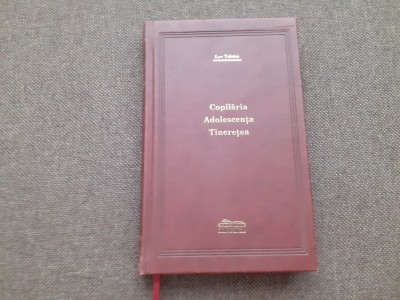 Lev Tolstoi
Copilăria
Adolescența
Tinerețea